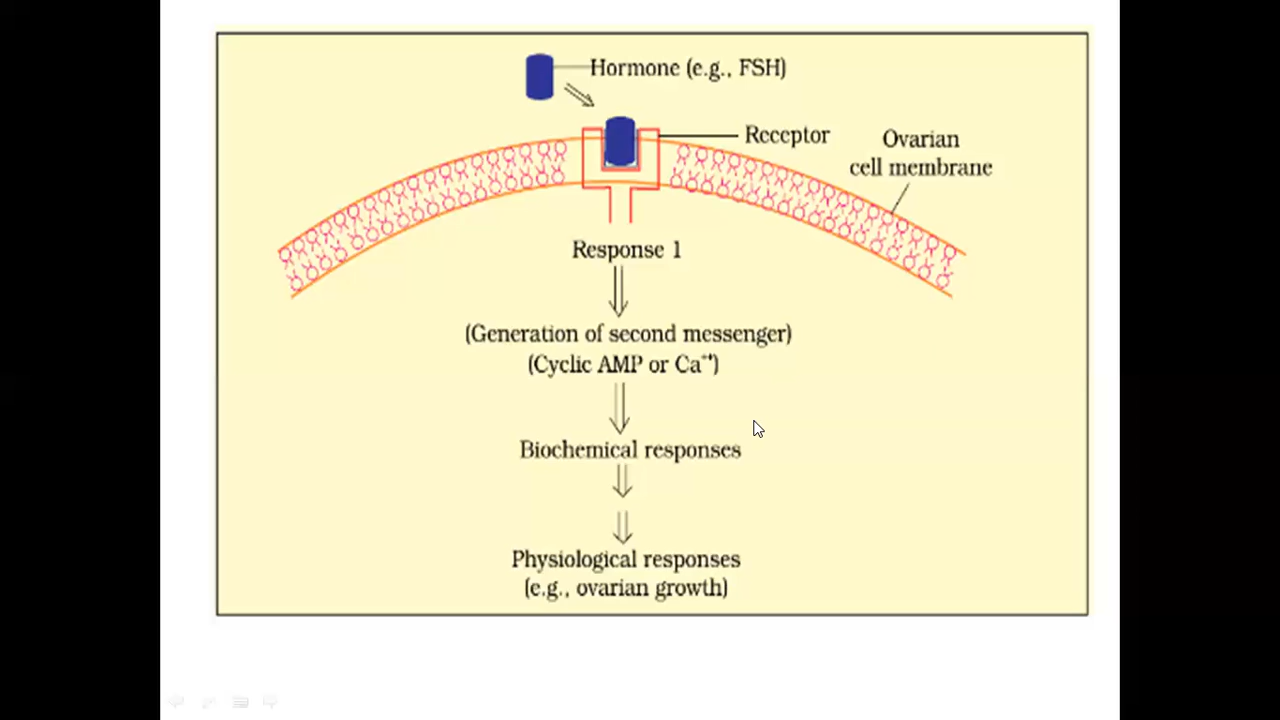 Hormone (e.g., FSH)
Receptor
Ovarian
cell membrane
Response 1
(Generation of second messenger)
(Cyclic AMP or Ca⁺⁺)
Biochemical responses
Physiological responses
(e.g., ovarian growth)